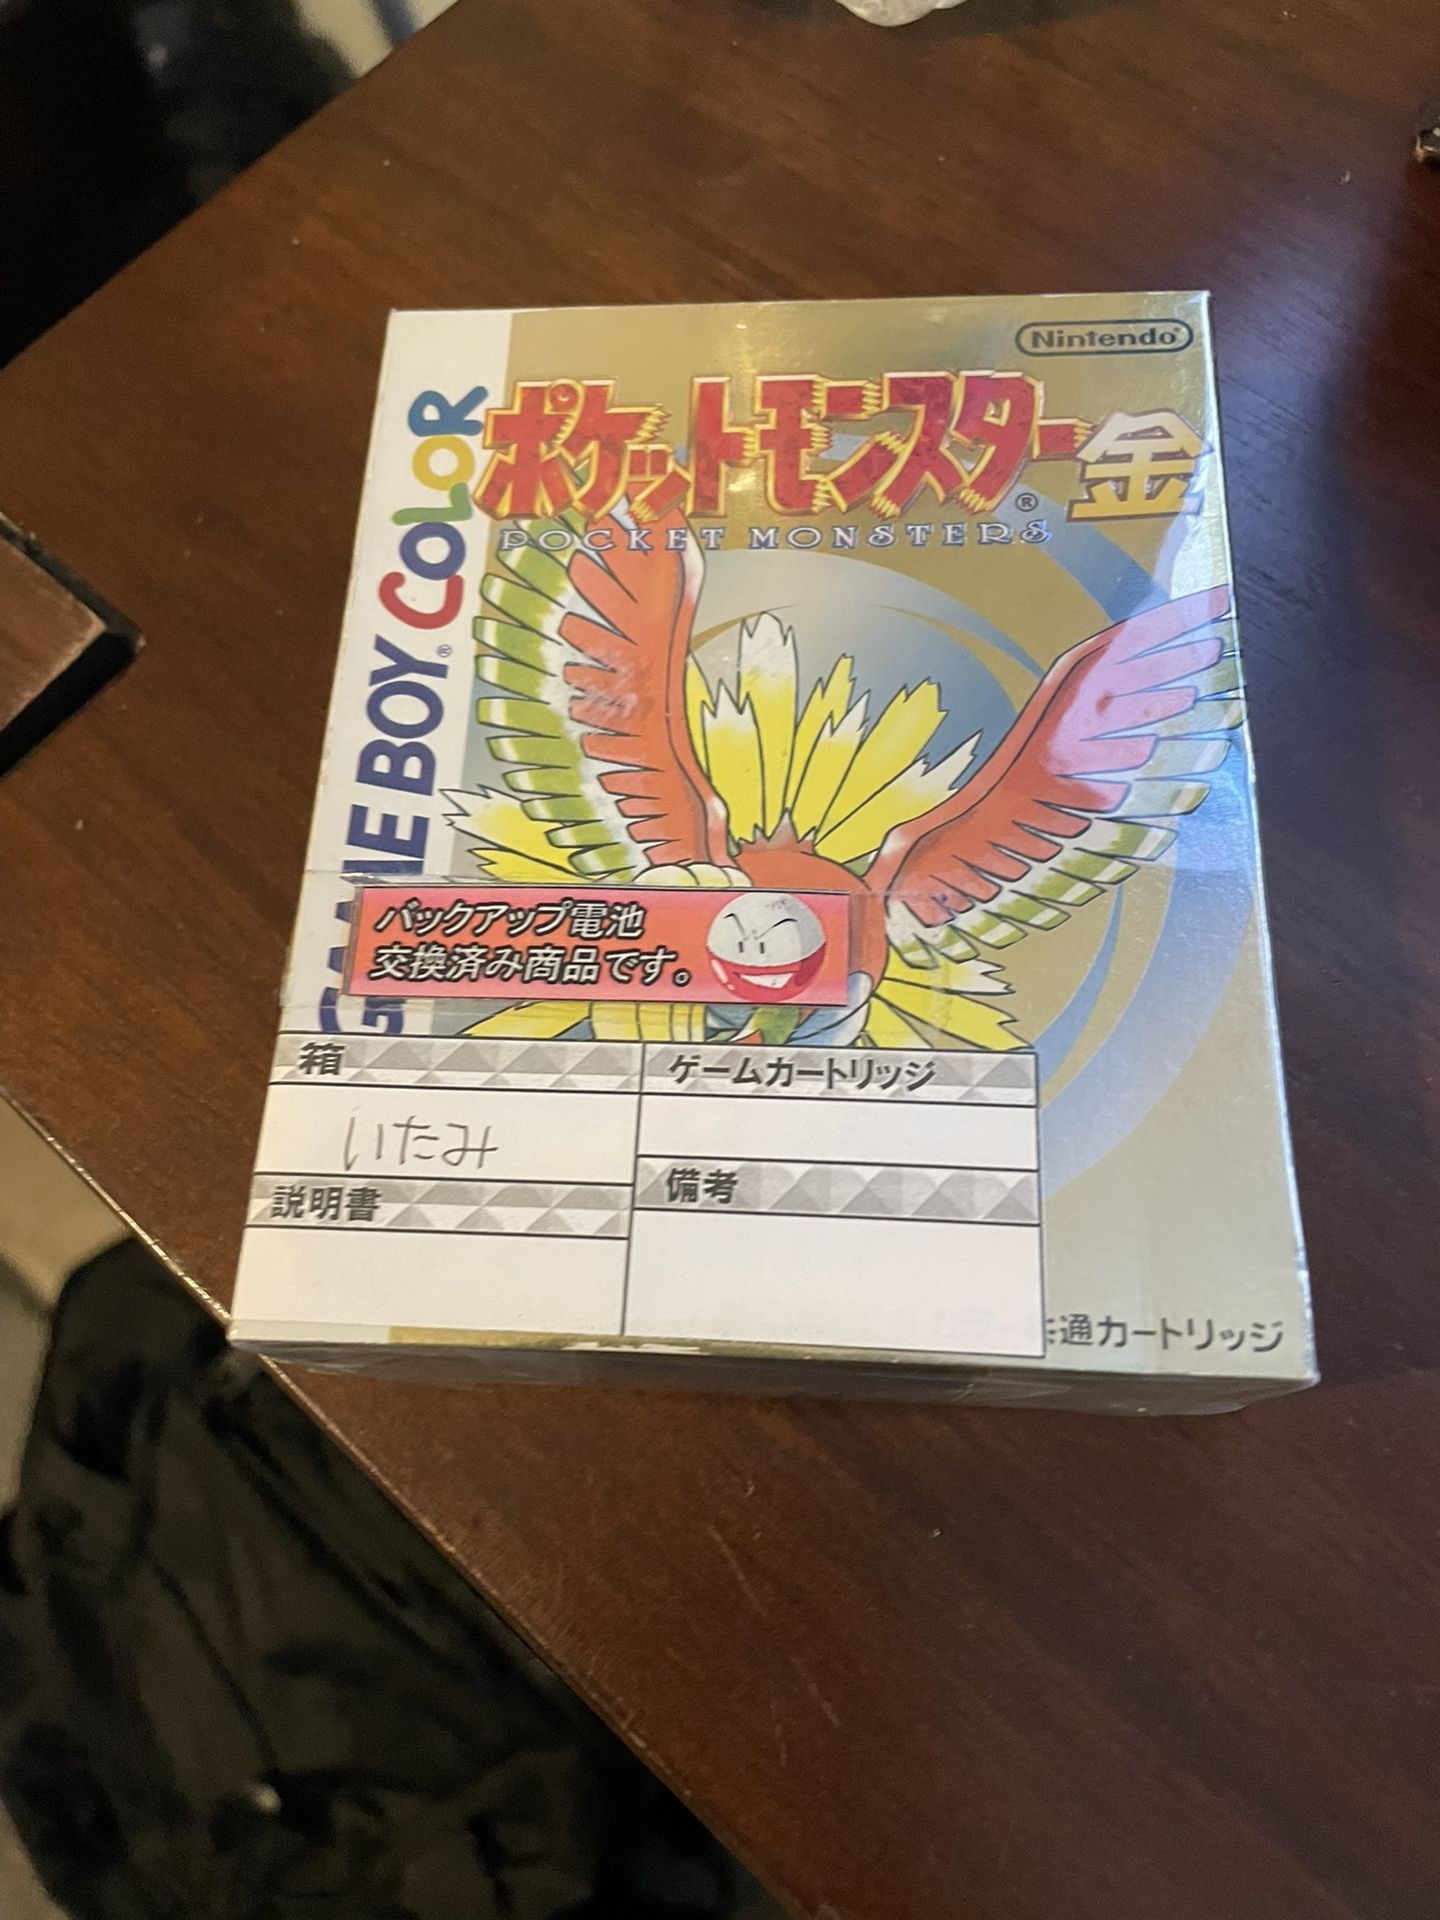 Nintendo®
ポケットモンスター金
POCKET MONSTERS®
GAME BOY® COLOR
バックアップ電池
交換済み商品です。
箱
ゲームカートリッジ
いたみ
説明書
備考
通カートリッジ